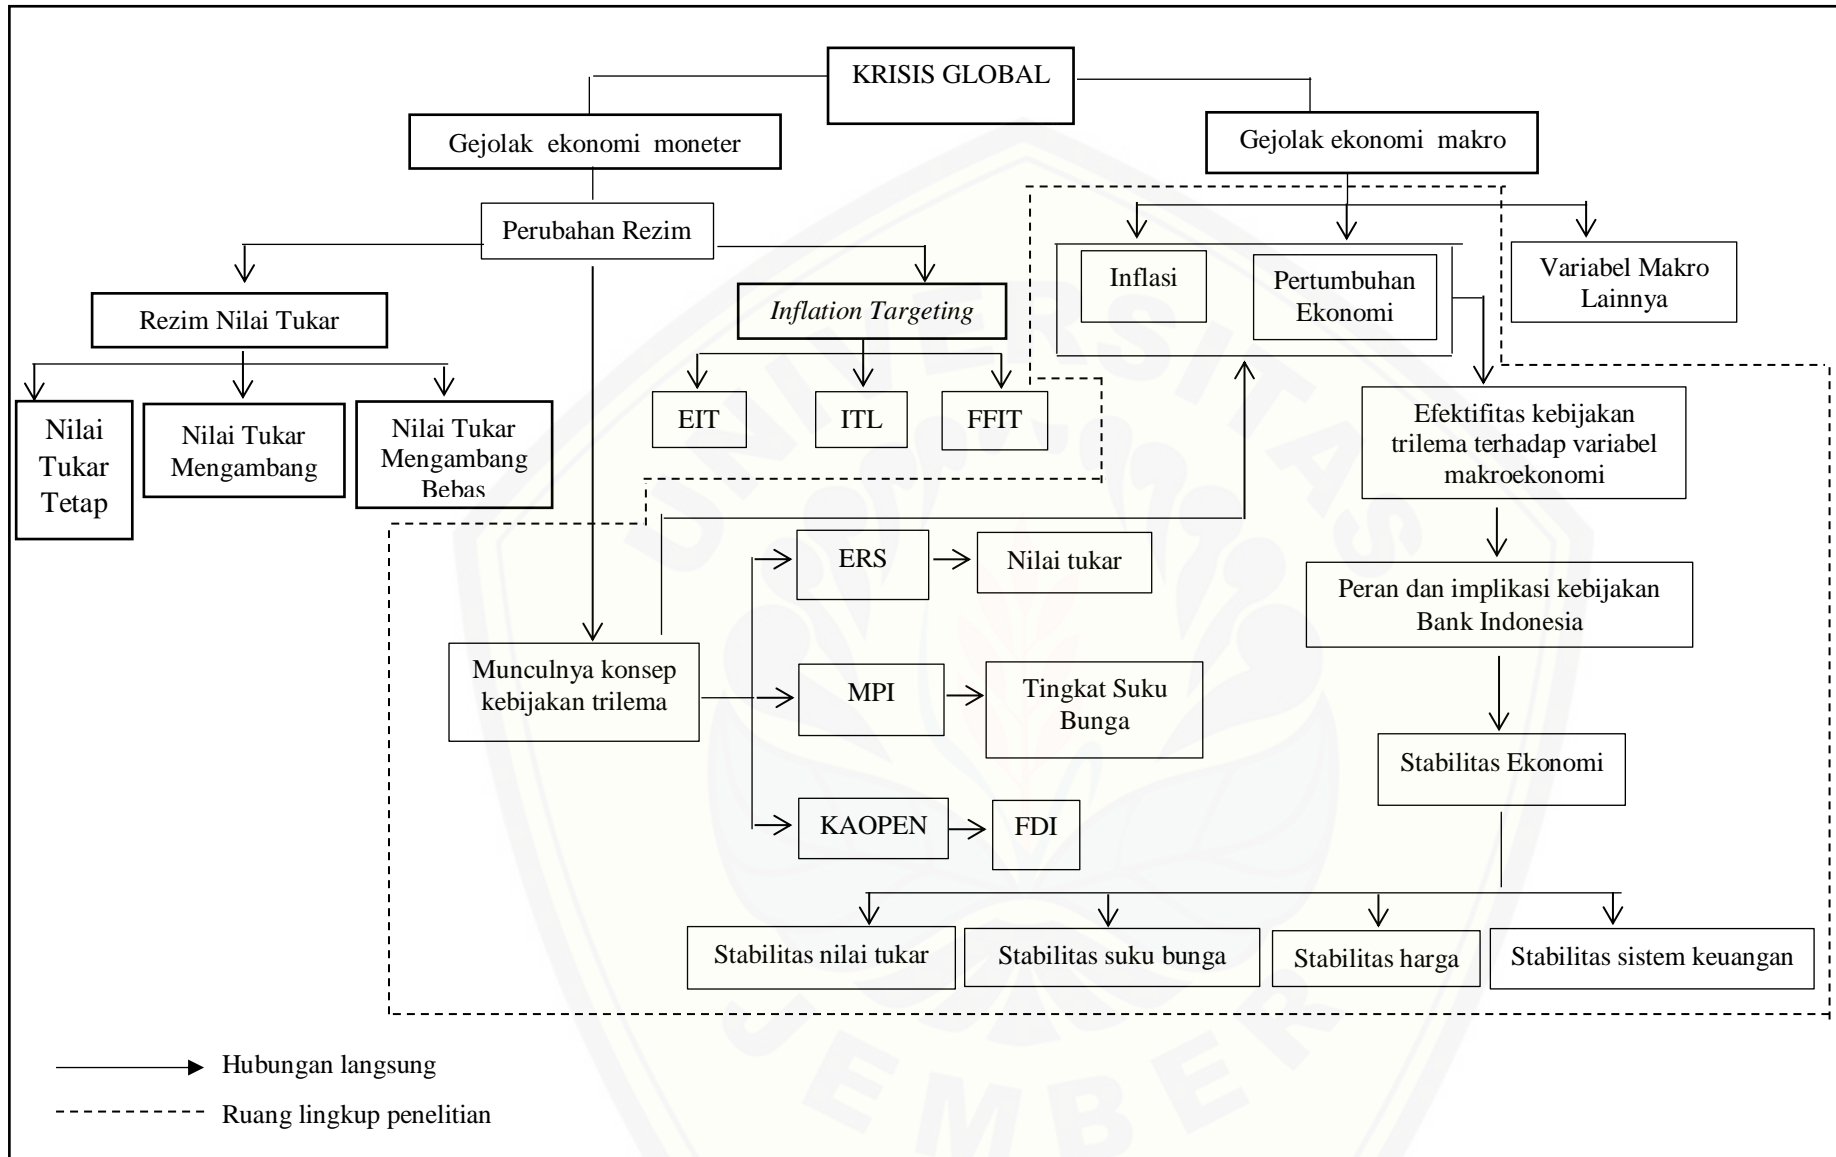 KRISIS GLOBAL
Gejolak ekonomi moneter
Gejolak ekonomi makro
Perubahan Rezim
Inflasi
Pertumbuhan
Ekonomi
Variabel Makro
Lainnya
Rezim Nilai Tukar
Inflation Targeting
Nilai
Tukar
Tetap
Nilai Tukar
Mengambang
Nilai Tukar
Mengambang
Bebas
EIT
ITL
FFIT
Efektifitas kebijakan
trilema terhadap variabel
makroekonomi
ERS
Nilai tukar
Peran dan implikasi kebijakan
Bank Indonesia
Munculnya konsep
kebijakan trilema
MPI
Tingkat Suku
Bunga
Stabilitas Ekonomi
KAOPEN
FDI
Stabilitas nilai tukar
Stabilitas suku bunga
Stabilitas harga
Stabilitas sistem keuangan
Hubungan langsung
Ruang lingkup penelitian
UNIVERSITAS
JEMBER